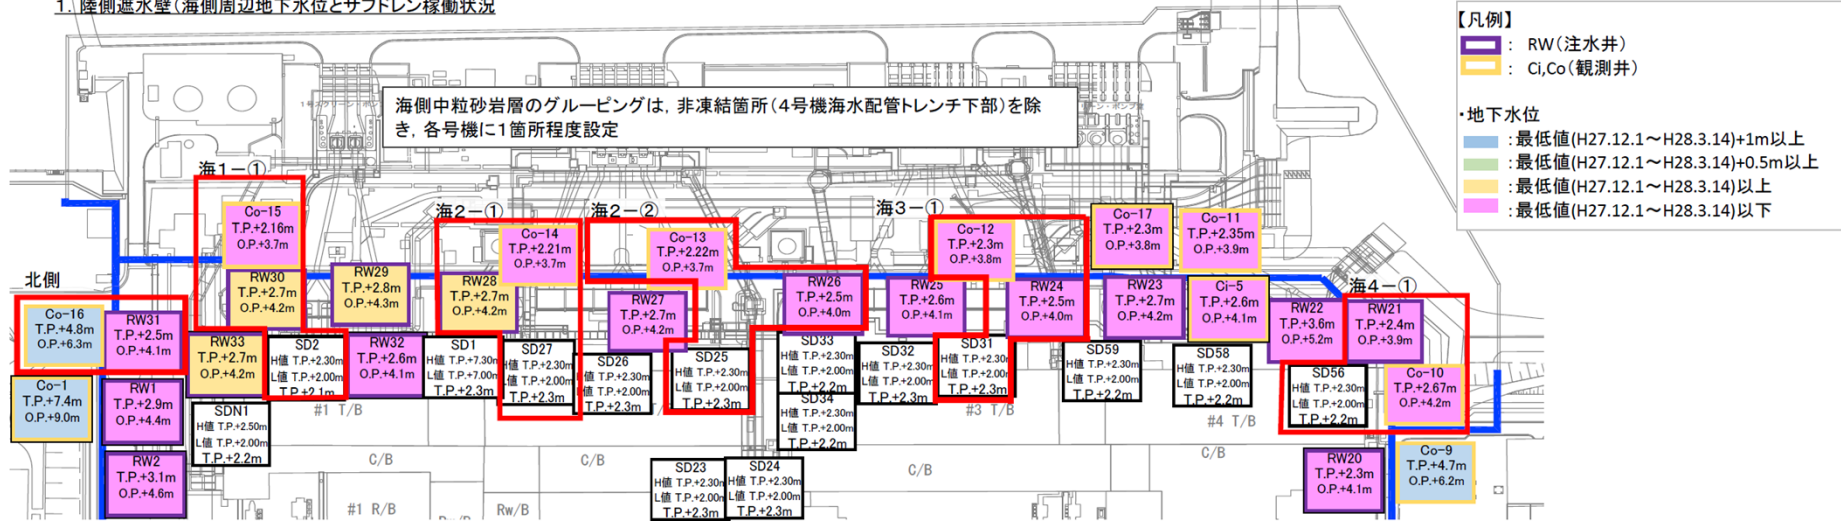 1．陸側遮水壁(海側周辺地下水位とサブドレン稼働状況
【凡例】
： RW(注水井)
： Ci,Co(観測井)
・地下水位
：最低値(H27.12.1～H28.3.14)+1m以上
：最低値(H27.12.1～H28.3.14)+0.5m以上
：最低値(H27.12.1～H28.3.14)以上
：最低値(H27.12.1～H28.3.14)以下
海側中粒砂岩層のグルーピングは，非凍結箇所(4号機海水配管トレンチ下部)を除
き，各号機に1箇所程度設定
海1－①
海2－①
海2－②
海3－①
海4－①
北側
Co-15
T.P.+2.16m
O.P.+3.7m
Co-14
T.P.+2.21m
O.P.+3.7m
Co-13
T.P.+2.22m
O.P.+3.7m
Co-12
T.P.+2.3m
O.P.+3.8m
Co-17
T.P.+2.3m
O.P.+3.8m
Co-11
T.P.+2.35m
O.P.+3.9m
RW30
T.P.+2.7m
O.P.+4.2m
RW29
T.P.+2.8m
O.P.+4.3m
RW28
T.P.+2.7m
O.P.+4.2m
RW27
T.P.+2.7m
O.P.+4.2m
RW26
T.P.+2.5m
O.P.+4.0m
RW25
T.P.+2.6m
O.P.+4.1m
RW24
T.P.+2.5m
O.P.+4.0m
RW23
T.P.+2.7m
O.P.+4.2m
Ci-5
T.P.+2.6m
O.P.+4.1m
RW22
T.P.+3.6m
O.P.+5.2m
RW21
T.P.+2.4m
O.P.+3.9m
Co-16
T.P.+4.8m
O.P.+6.3m
RW31
T.P.+2.5m
O.P.+4.1m
RW33
T.P.+2.7m
O.P.+4.2m
SD2
H値 T.P.+2.30m
L値 T.P.+2.00m
T.P.+2.1m
RW32
T.P.+2.6m
O.P.+4.1m
SD1
H値 T.P.+7.30m
L値 T.P.+7.00m
T.P.+2.3m
SD27
H値 T.P.+2.30m
L値 T.P.+2.00m
T.P.+2.3m
SD26
H値 T.P.+2.30m
L値 T.P.+2.00m
T.P.+2.3m
SD25
H値 T.P.+2.30m
L値 T.P.+2.00m
T.P.+2.3m
SD33
H値 T.P.+2.30m
L値 T.P.+2.00m
T.P.+2.2m
SD32
H値 T.P.+2.30m
L値 T.P.+2.00m
T.P.+2.2m
SD31
H値 T.P.+2.30m
L値 T.P.+2.00m
T.P.+2.3m
SD59
H値 T.P.+2.30m
L値 T.P.+2.00m
T.P.+2.2m
SD58
H値 T.P.+2.30m
L値 T.P.+2.00m
T.P.+2.2m
SD56
H値 T.P.+2.30m
L値 T.P.+2.00m
T.P.+2.2m
Co-10
T.P.+2.67m
O.P.+4.2m
Co-1
T.P.+7.4m
O.P.+9.0m
RW1
T.P.+2.9m
O.P.+4.4m
SDN1
H値 T.P.+2.50m
L値 T.P.+2.00m
T.P.+2.2m
SD34
H値 T.P.+2.30m
L値 T.P.+2.00m
T.P.+2.2m
#1 T/B
#3 T/B
#4 T/B
RW2
T.P.+3.1m
O.P.+4.6m
C/B
C/B
C/B
C/B
SD23
H値 T.P.+2.30m
L値 T.P.+2.00m
T.P.+2.3m
SD24
H値 T.P.+2.30m
L値 T.P.+2.00m
T.P.+2.3m
RW20
T.P.+2.3m
O.P.+4.1m
Co-9
T.P.+4.7m
O.P.+6.2m
#1 R/B
Rw/B